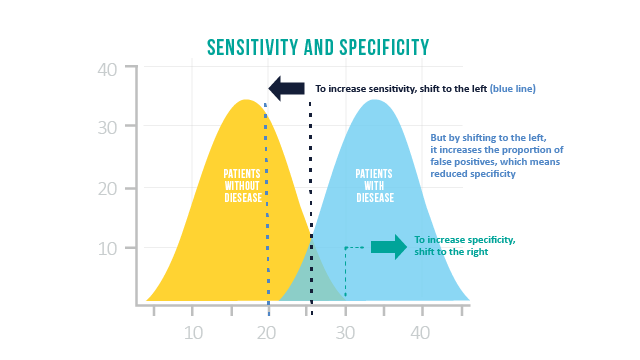 SENSITIVITY AND SPECIFICITY
40
To increase sensitivity, shift to the left (blue line)
30
But by shifting to the left,
it increases the proportion of
false positives, which means
reduced specificity
PATIENTS
WITHOUT
DIESEASE
PATIENTS
WITH
DIESEASE
20
To increase specificity,
shift to the right
10
10 20 30 40